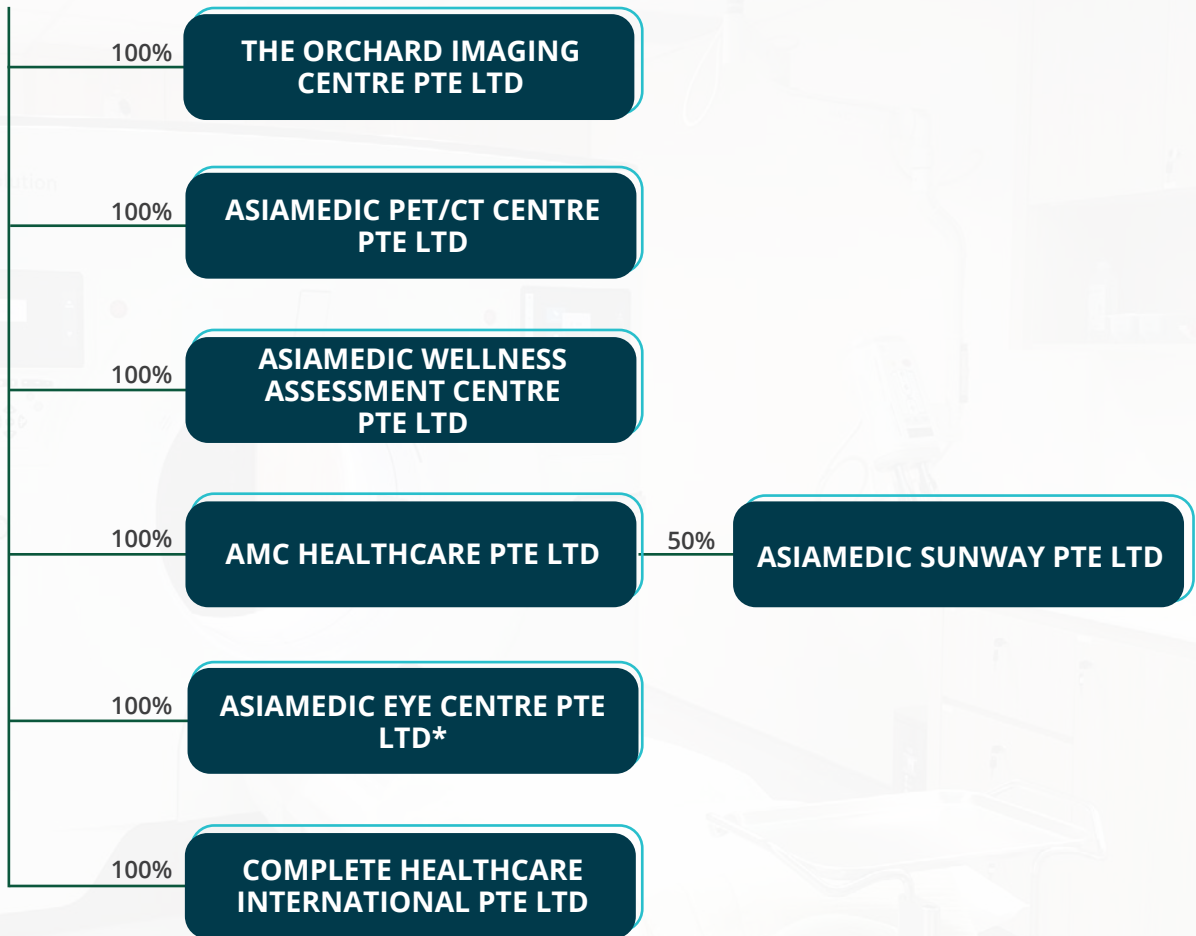 100%
THE ORCHARD IMAGING
CENTRE PTE LTD
100%
ASIAMEDIC PET/CT CENTRE
PTE LTD
100%
ASIAMEDIC WELLNESS
ASSESSMENT CENTRE
PTE LTD
100%
AMC HEALTHCARE PTE LTD
50%
ASIAMEDIC SUNWAY PTE LTD
100%
ASIAMEDIC EYE CENTRE PTE
LTD*
100%
COMPLETE HEALTHCARE
INTERNATIONAL PTE LTD